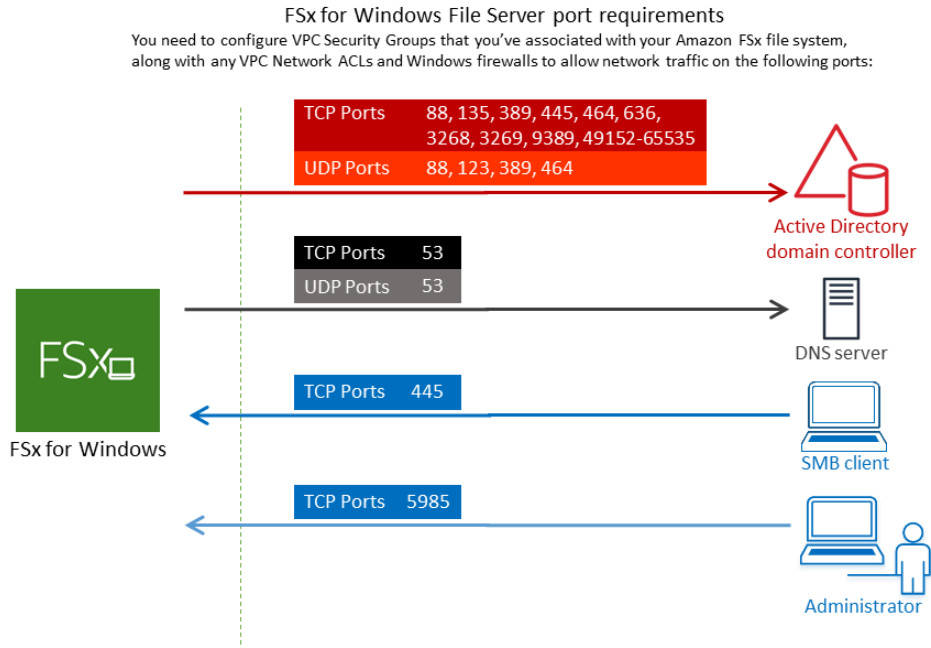 FSx for Windows File Server port requirements
You need to configure VPC Security Groups that you've associated with your Amazon FSx file system,
along with any VPC Network ACLs and Windows firewalls to allow network traffic on the following ports:
TCP Ports 88, 135, 389, 445, 464, 636,
3268, 3269, 9389, 49152-65535
UDP Ports 88, 123, 389, 464
Active Directory
domain controller
TCP Ports 53
UDP Ports 53
DNS server
FSx
FSx for Windows
TCP Ports 445
SMB client
TCP Ports 5985
Administrator